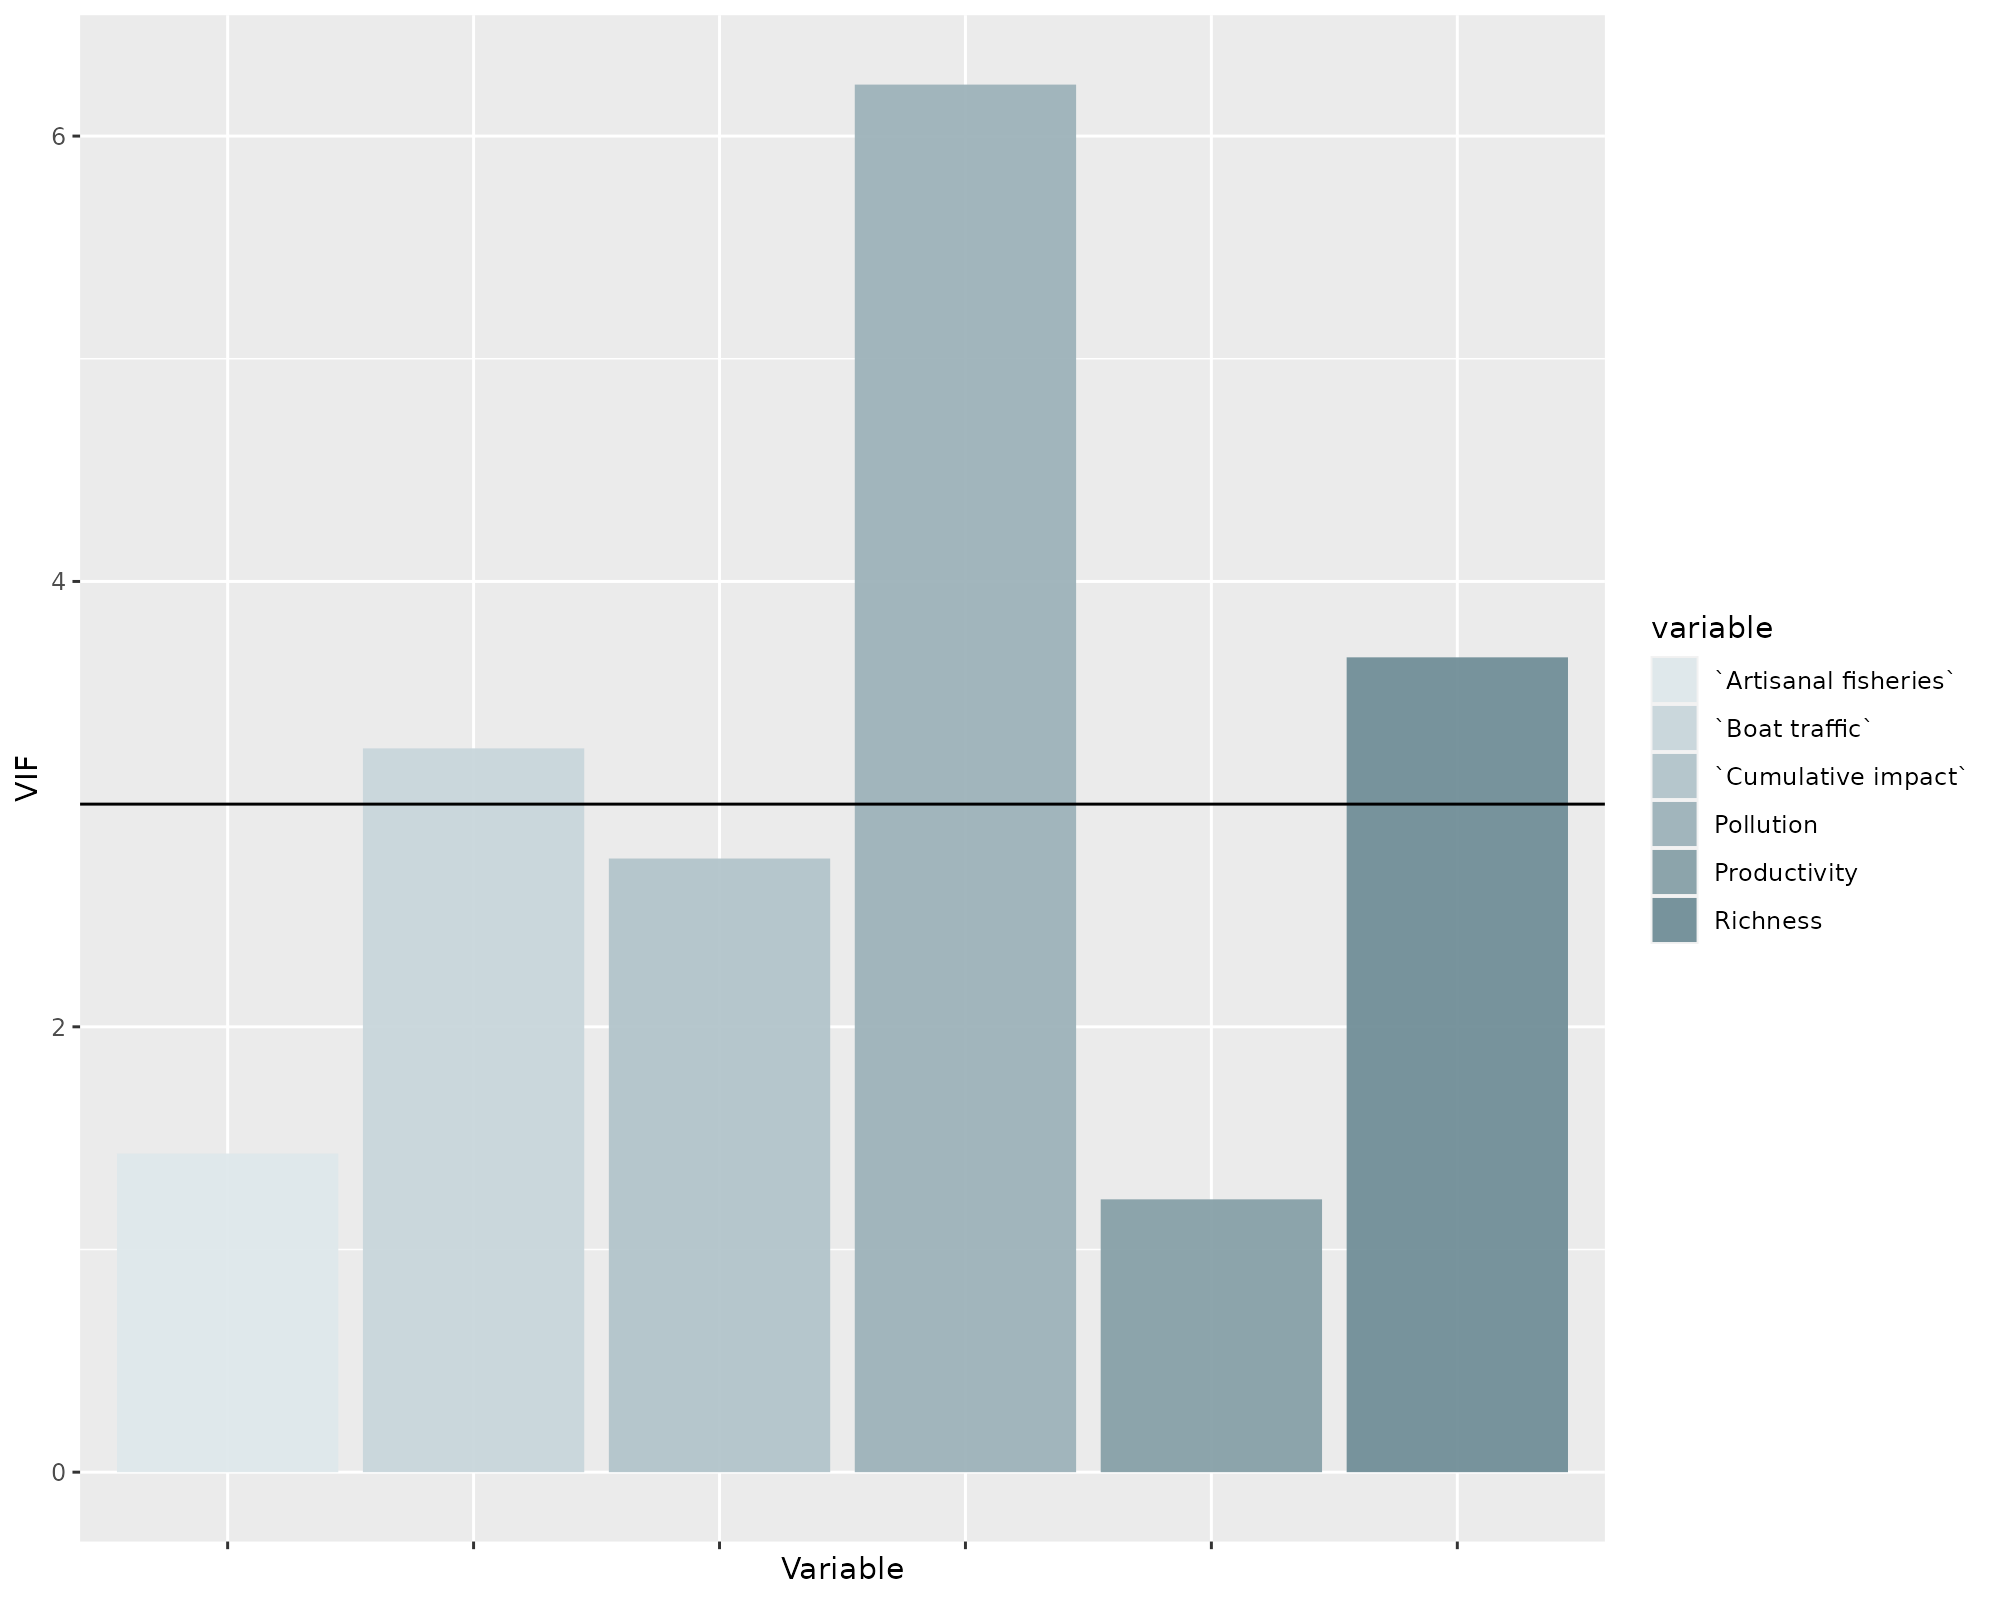 6
4
2
0
VIF
Variable
variable
`Artisanal fisheries`
`Boat traffic`
`Cumulative impact`
Pollution
Productivity
Richness